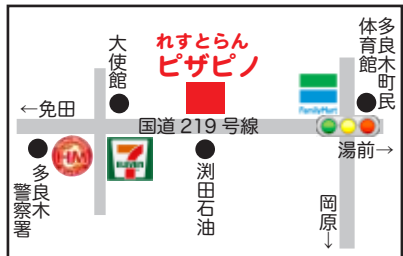 れすとらん
ピザピノ
大使館
多良木町民
体育館
FamilyMart
←免田
国道219号線
湯前→
HM
多良木
警察署
7
ELEVEN
渕田石油
岡原→